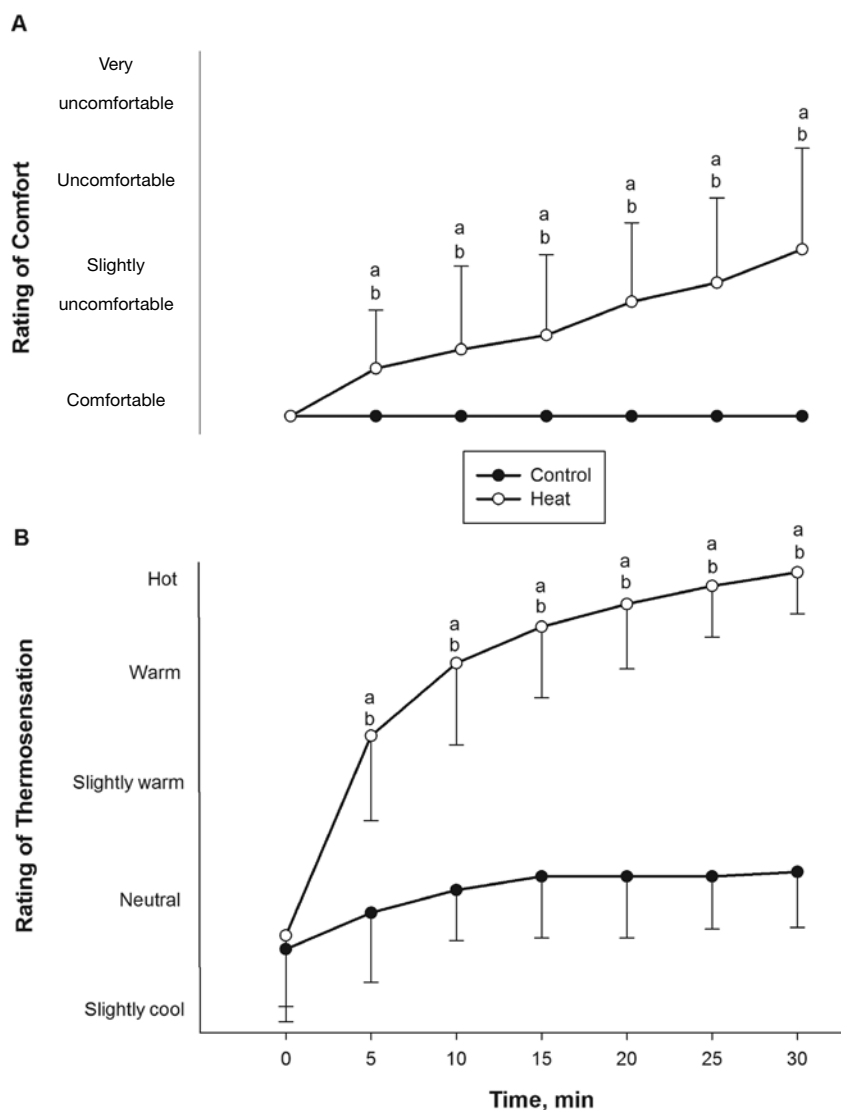 A
Very
uncomfortable
Uncomfortable
Slightly
uncomfortable
Comfortable
Rating of Comfort
a
b
a
b
a
b
a
b
a
b
a
b
Control
Heat
B
Hot
Warm
Slightly warm
Neutral
Slightly cool
Rating of Thermosensation
a
b
a
b
a
b
a
b
a
b
a
b
0 5 10 15 20 25 30
Time, min